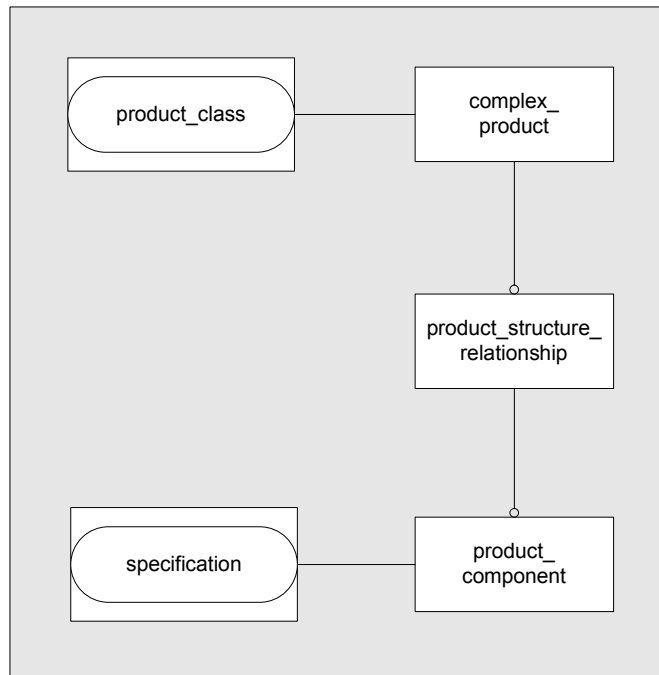 product_class
complex_
product
product_structure_
relationship
specification
product_
component